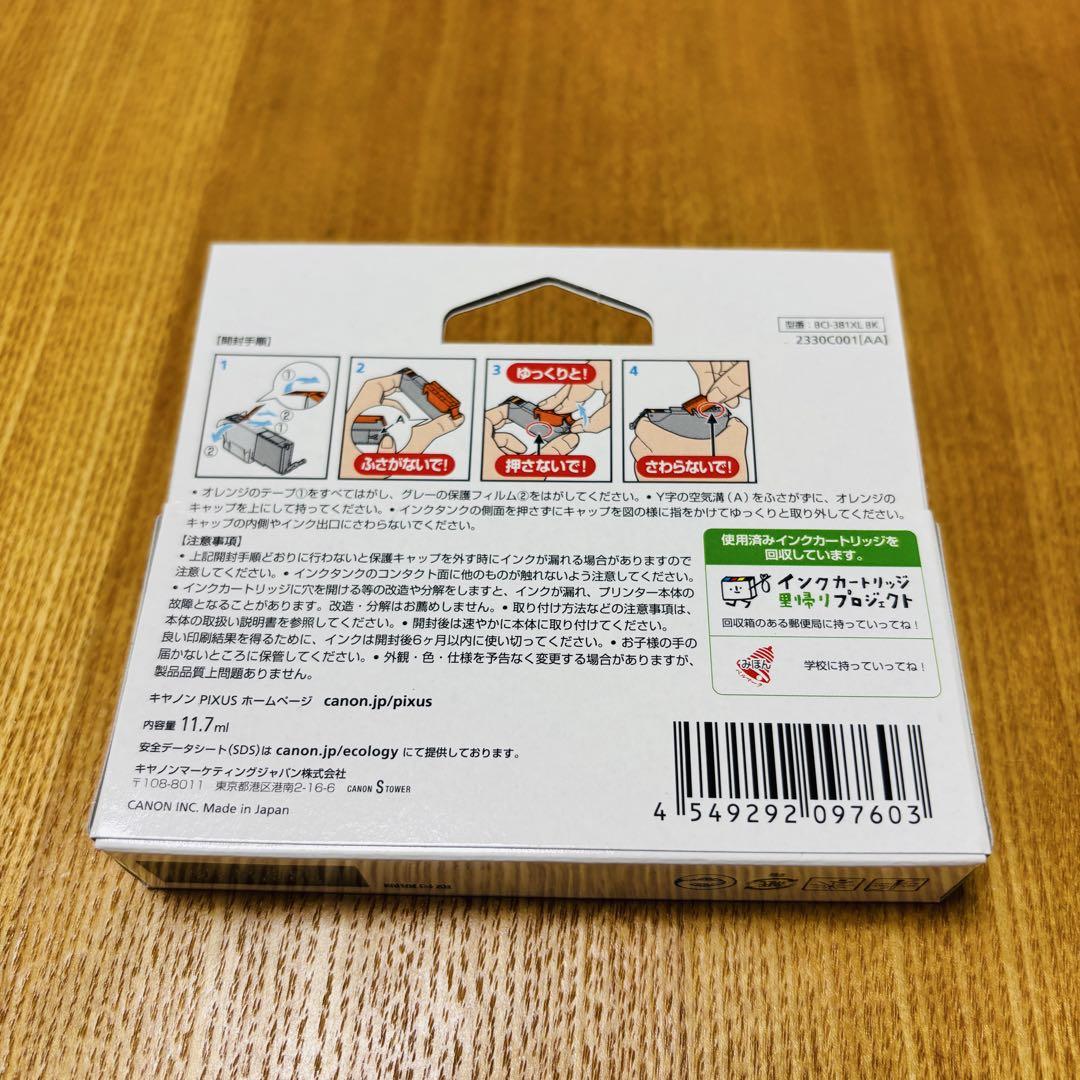 型番：BCI-381XL BK
2330C001[AA]
【開封手順】
1
①
②
①
②
2
A
ふさがないで!
3
ゆっくりと!
押さないで!
4
さわらないで!
• オレンジのテープ①をすべてはがし、グレーの保護フィルム②をはがしてください。• Y字の空気溝（A）をふさがずに、オレンジの
キャップを上にして持ってください。• インクタンクの側面を押さずにキャップを図の様に指をかけてゆっくりと取り外してください。
キャップの内側やインク出口にさわらないでください。
【注意事項】
• 上記開封手順どおりに行わないと保護キャップを外す時にインクが漏れる場合がありますので
注意してください。• インクタンクのコンタクト面に他のものが触れないよう注意してください。
• インクカートリッジに穴を開ける等の改造や分解をしますと、インクが漏れ、プリンター本体の
故障となることがあります。改造・分解はお薦めしません。• 取り付け方法などの注意事項は、
本体の取扱い説明書を参照してください。• 開封後は速やかに本体に取り付けてください。
良い印刷結果を得るために、インクは開封後6ヶ月以内に使い切ってください。• お子様の手の
届かないところに保管してください。• 外観・色・仕様を予告なく変更する場合がありますが、
製品品質上問題ありません。
キヤノン PIXUS ホームページ canon.jp/pixus
内容量 11.7ml
安全データシート(SDS)は canon.jp/ecology にて提供しております。
キヤノンマーケティングジャパン株式会社
〒108-8011 東京都港区港南2-16-6 CANON S TOWER
CANON INC. Made in Japan
使用済みインクカートリッジを
回収しています。
インクカートリッジ
里帰りプロジェクト
回収箱のある郵便局に持っていってね!
みほん
ベルマーク
学校に持っていってね!
4 549292 097603